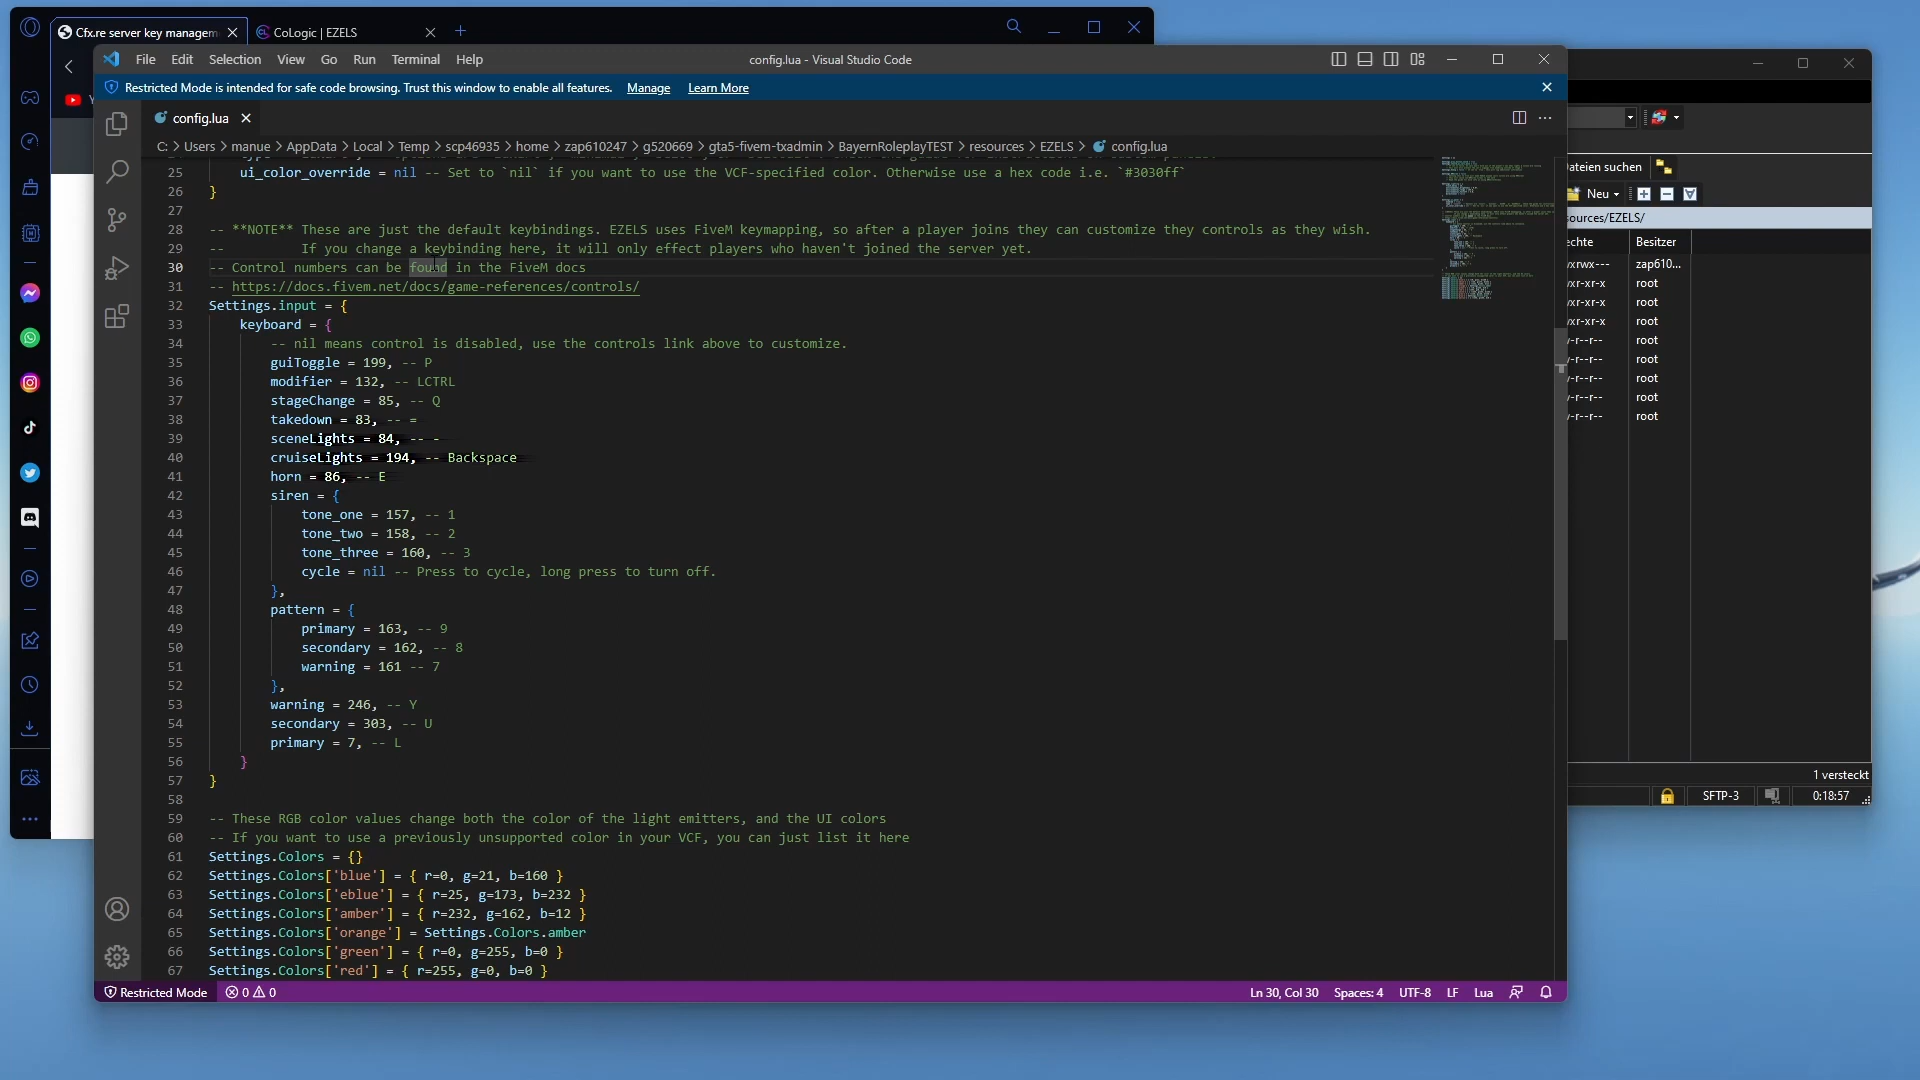 Cfx.re server key managem
CoLogic | EZELS
File Edit Selection View Go Run Terminal Help
config.lua - Visual Studio Code
Restricted Mode is intended for safe code browsing. Trust this window to enable all features. Manage Learn More
config.lua
C: > Users > manue > AppData > Local > Temp > scp46935 > home > zap610247 > g520669 > gta5-fivem-txadmin > BayernRoleplayTEST > resources > EZELS > config.lua
25 ui_color_override = nil -- Set to `nil` if you want to use the VCF-specified color. Otherwise use a hex code i.e. `#3030ff`
26 }
27
28 -- **NOTE** These are just the default keybindings. EZELS uses FiveM keymapping, so after a player joins they can customize they controls as they wish.
29 -- If you change a keybinding here, it will only effect players who haven't joined the server yet.
30 -- Control numbers can be found in the FiveM docs
31 -- https://docs.fivem.net/docs/game-references/controls/
32 Settings.input = {
33 keyboard = {
34 -- nil means control is disabled, use the controls link above to customize.
35 guiToggle = 199, -- P
36 modifier = 132, -- LCTRL
37 stageChange = 85, -- Q
38 takedown = 83, -- =
39 sceneLights = 84, -- -
40 cruiseLights = 194, -- Backspace
41 horn = 86, -- E
42 siren = {
43 tone_one = 157, -- 1
44 tone_two = 158, -- 2
45 tone_three = 160, -- 3
46 cycle = nil -- Press to cycle, long press to turn off.
47 },
48 pattern = {
49 primary = 163, -- 9
50 secondary = 162, -- 8
51 warning = 161 -- 7
52 },
53 warning = 246, -- Y
54 secondary = 303, -- U
55 primary = 7, -- L
56 }
57 }
58
59 -- These RGB color values change both the color of the light emitters, and the UI colors
60 -- If you want to use a previously unsupported color in your VCF, you can just list it here
61 Settings.Colors = {}
62 Settings.Colors['blue'] = { r=0, g=21, b=160 }
63 Settings.Colors['eblue'] = { r=25, g=173, b=232 }
64 Settings.Colors['amber'] = { r=232, g=162, b=12 }
65 Settings.Colors['orange'] = Settings.Colors.amber
66 Settings.Colors['green'] = { r=0, g=255, b=0 }
67 Settings.Colors['red'] = { r=255, g=0, b=0 }
Restricted Mode 0 0
Ln 30, Col 30 Spaces: 4 UTF-8 LF Lua
Dateien suchen
Neu
ources/EZELS/
echte Besitzer
vxrwx--- zap610...
vxr-xr-x root
vxr-xr-x root
vxr-xr-x root
v-r--r-- root
v-r--r-- root
v-r--r-- root
v-r--r-- root
v-r--r-- root
1 versteckt
SFTP-3 0:18:57